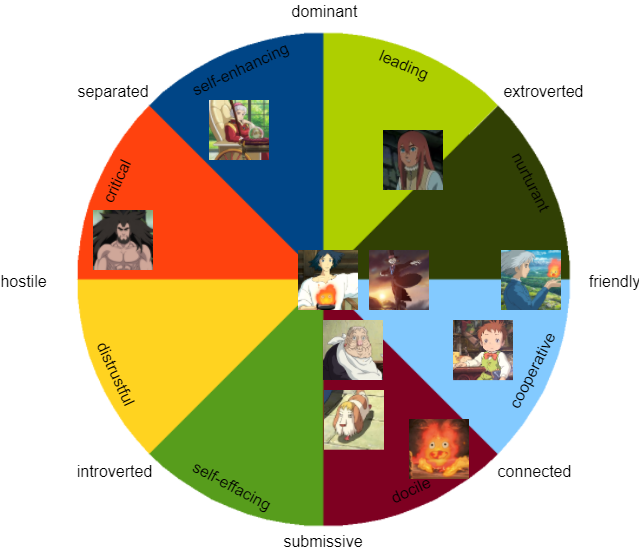 dominant
self-enhancing
leading
separated
extroverted
critical
nurturant
hostile
friendly
distrustful
cooperative
introverted
self-effacing
docile
connected
submissive